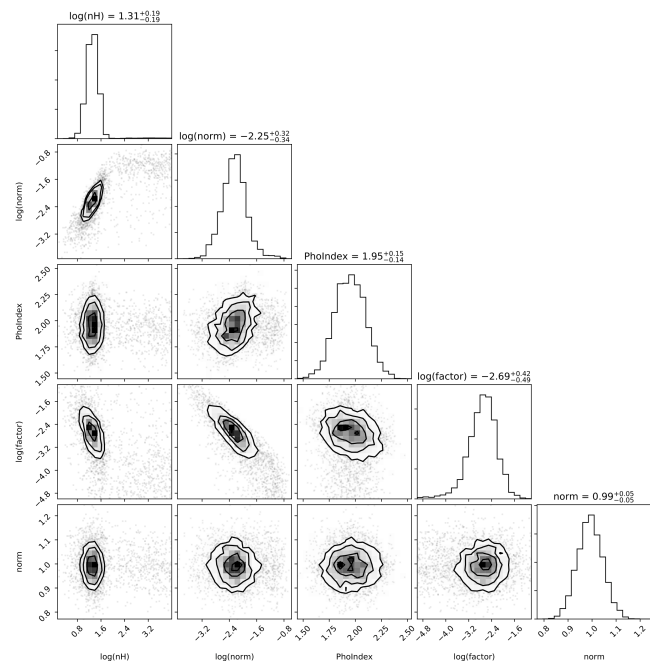 log(nH) = 1.31+0.19 −0.19
log(norm) = −2.25+0.32 −0.34
−0.8
−1.6
−2.4
−3.2
log(norm)
PhoIndex = 1.95+0.15 −0.14
2.50
2.25
2.00
1.75
1.50
PhoIndex
log(factor) = −2.69+0.42 −0.49
−1.6
−2.4
−3.2
−4.0
−4.8
log(factor)
norm = 0.99+0.05 −0.05
1.2
1.1
1.0
0.9
0.8
norm
0.8 1.6 2.4 3.2 −3.2 −2.4 −1.6 −0.8 1.50 1.75 2.00 2.25 2.50 −4.8 −4.0 −3.2 −2.4 −1.6 0.8 0.9 1.0 1.1 1.2
log(nH) log(norm) PhoIndex log(factor) norm